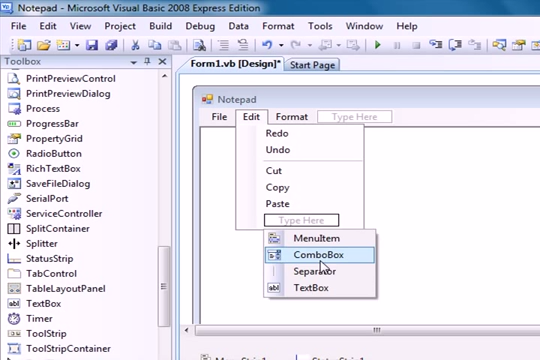 Notepad - Microsoft Visual Basic 2008 Express Edition
File Edit View Project Build Debug Data Format Tools Window Help
Toolbox
Form1.vb [Design]* Start Page
PrintPreviewControl
PrintPreviewDialog
Process
ProgressBar
PropertyGrid
RadioButton
RichTextBox
SaveFileDialog
SerialPort
ServiceController
SplitContainer
Splitter
StatusStrip
TabControl
TableLayoutPanel
TextBox
Timer
ToolStrip
ToolStripContainer
Notepad
File Edit Format Type Here
Redo
Undo
Cut
Copy
Paste
Type Here
MenuItem
ComboBox
Separator
TextBox